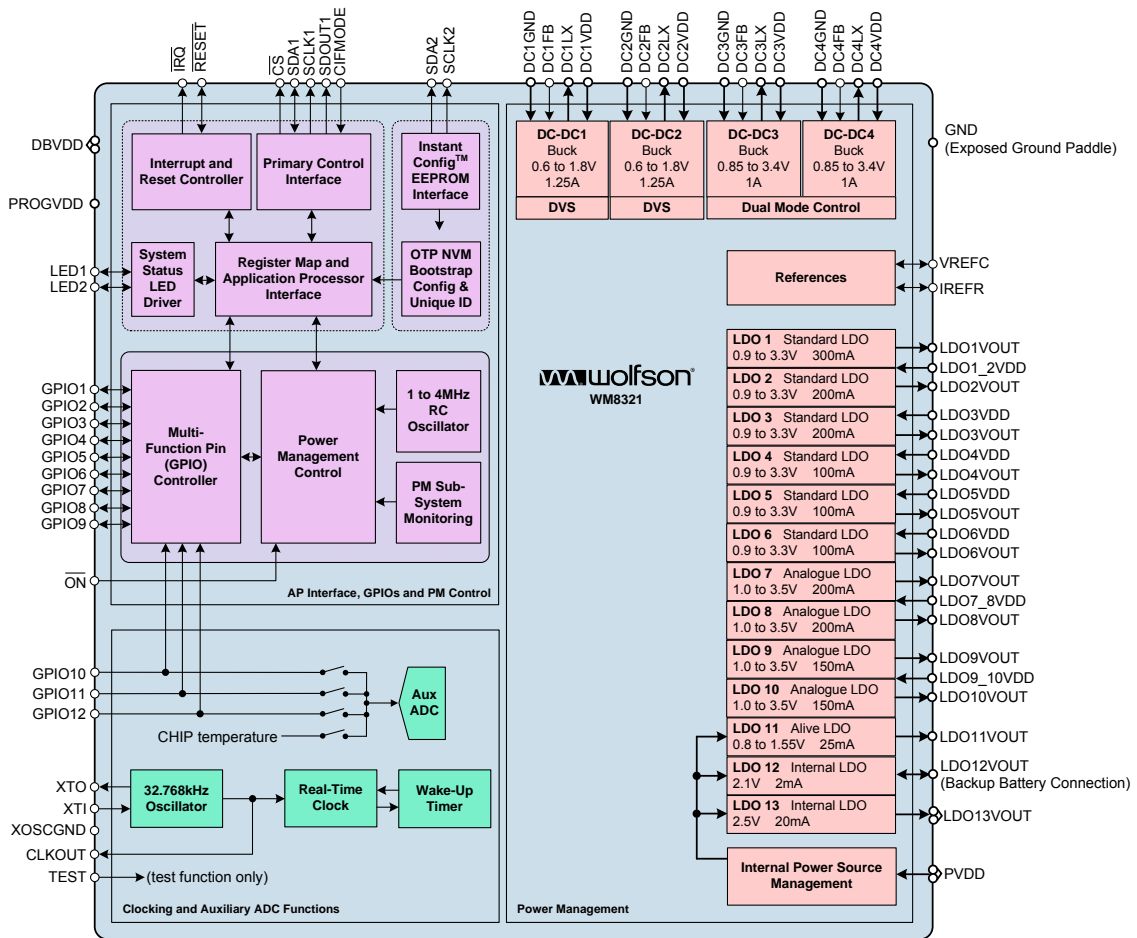 IRQ
RESET
CS
SDA1
SCLK1
SDOUT1
CIFMODE
SDA2
SCLK2
DC1GND
DC1FB
DC1LX
DC1VDD
DC2GND
DC2FB
DC2LX
DC2VDD
DC3GND
DC3FB
DC3LX
DC3VDD
DC4GND
DC4FB
DC4LX
DC4VDD
DBVDD
PROGVDD
LED1
LED2
GPIO1
GPIO2
GPIO3
GPIO4
GPIO5
GPIO6
GPIO7
GPIO8
GPIO9
ON
Interrupt and
Reset Controller
Primary Control
Interface
Instant
Config™
EEPROM
Interface
System
Status
LED
Driver
Register Map and
Application Processor
Interface
OTP NVM
Bootstrap
Config &
Unique ID
Multi-
Function Pin
(GPIO)
Controller
Power
Management
Control
1 to 4MHz
RC
Oscillator
PM Sub-
System
Monitoring
AP Interface, GPIOs and PM Control
GPIO10
GPIO11
GPIO12
CHIP temperature
Aux
ADC
XTO
XTI
XOSCGND
CLKOUT
TEST
32.768kHz
Oscillator
Real-Time
Clock
Wake-Up
Timer
(test function only)
Clocking and Auxiliary ADC Functions
DC-DC1
Buck
0.6 to 1.8V
1.25A
DVS
DC-DC2
Buck
0.6 to 1.8V
1.25A
DVS
DC-DC3
Buck
0.85 to 3.4V
1A
DC-DC4
Buck
0.85 to 3.4V
1A
Dual Mode Control
GND
(Exposed Ground Paddle)
References
VREFC
IREFR
wolfson®
WM8321
LDO 1 Standard LDO
0.9 to 3.3V 300mA
LDO 2 Standard LDO
0.9 to 3.3V 200mA
LDO 3 Standard LDO
0.9 to 3.3V 200mA
LDO 4 Standard LDO
0.9 to 3.3V 100mA
LDO 5 Standard LDO
0.9 to 3.3V 100mA
LDO 6 Standard LDO
0.9 to 3.3V 100mA
LDO 7 Analogue LDO
1.0 to 3.5V 200mA
LDO 8 Analogue LDO
1.0 to 3.5V 200mA
LDO 9 Analogue LDO
1.0 to 3.5V 150mA
LDO 10 Analogue LDO
1.0 to 3.5V 150mA
LDO 11 Alive LDO
0.8 to 1.55V 25mA
LDO 12 Internal LDO
2.1V 2mA
LDO 13 Internal LDO
2.5V 20mA
Internal Power Source
Management
LDO1VOUT
LDO1_2VDD
LDO2VOUT
LDO3VDD
LDO3VOUT
LDO4VDD
LDO4VOUT
LDO5VDD
LDO5VOUT
LDO6VDD
LDO6VOUT
LDO7VOUT
LDO7_8VDD
LDO8VOUT
LDO9VOUT
LDO9_10VDD
LDO10VOUT
LDO11VOUT
LDO12VOUT
(Backup Battery Connection)
LDO13VOUT
PVDD
Power Management